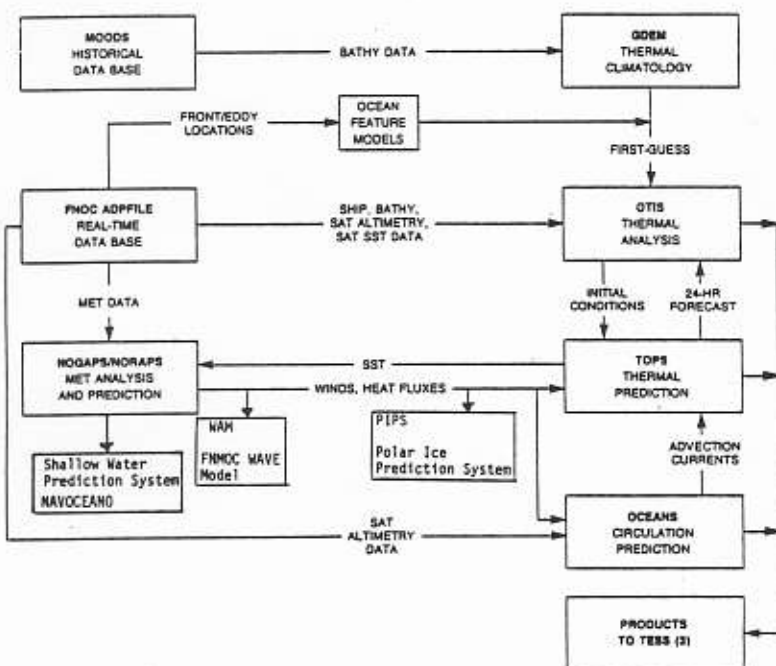 MOODS
HISTORICAL
DATA BASE
BATHY DATA
GDEM
THERMAL
CLIMATOLOGY
FRONT/EDDY
LOCATIONS
OCEAN
FEATURE
MODELS
FIRST-GUESS
FNOC ADPFILE
REAL-TIME
DATA BASE
SHIP, BATHY,
SAT ALTIMETRY,
SAT SST DATA
OTIS
THERMAL
ANALYSIS
MET DATA
INITIAL
CONDITIONS
24-HR
FORECAST
NOGAPS/NORAPS
MET ANALYSIS
AND PREDICTION
SST
WINDS, HEAT FLUXES
TOPS
THERMAL
PREDICTION
WAM
FNMOC WAVE
Model
PIPS
Polar Ice
Prediction System
Shallow Water
Prediction System
NAVOCEANO
ADVECTION
CURRENTS
SAT
ALTIMETRY
DATA
OCEANS
CIRCULATION
PREDICTION
PRODUCTS
TO TESS (3)